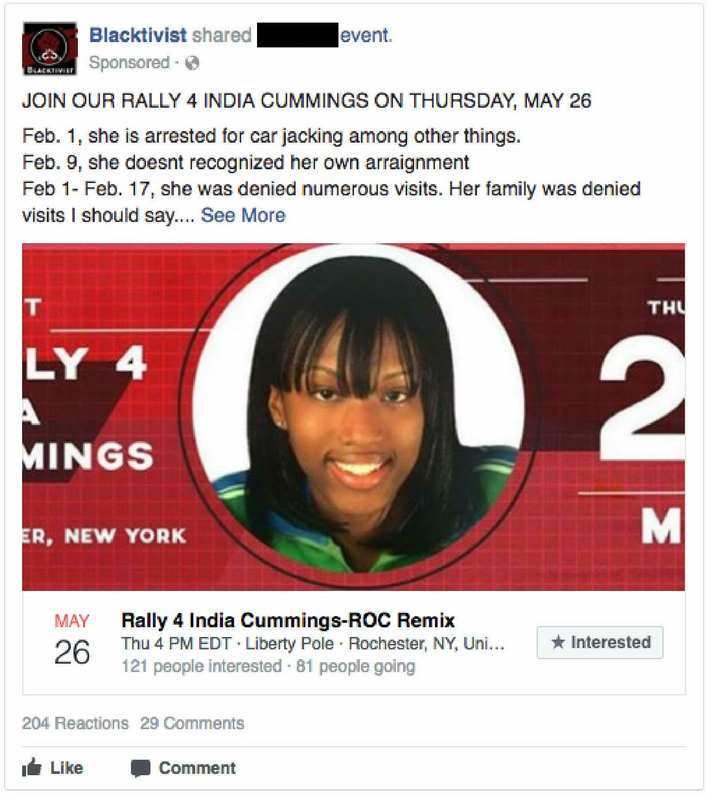 Blacktivist shared event.
Sponsored ·
BLACKTIVIST
JOIN OUR RALLY 4 INDIA CUMMINGS ON THURSDAY, MAY 26
Feb. 1, she is arrested for car jacking among other things.
Feb. 9, she doesnt recognized her own arraignment
Feb 1- Feb. 17, she was denied numerous visits. Her family was denied
visits I should say.... See More
T
LY 4
A
MINGS
ER, NEW YORK
THU
2
M
MAY
26
Rally 4 India Cummings-ROC Remix
Thu 4 PM EDT · Liberty Pole · Rochester, NY, Uni...
121 people interested · 81 people going
★ Interested
204 Reactions 29 Comments
Like Comment